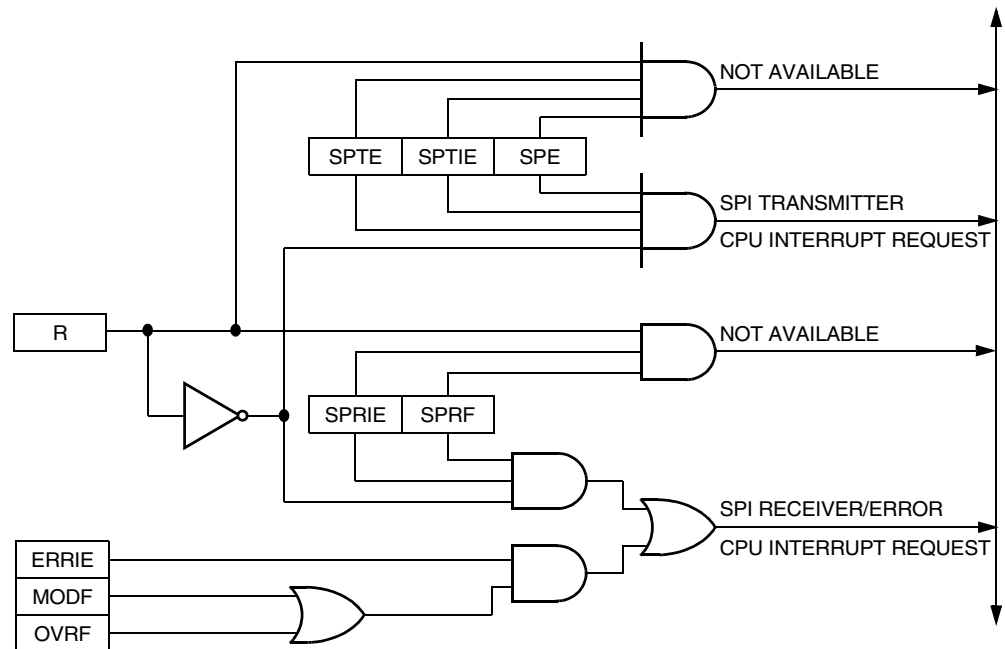 NOT AVAILABLE
SPTE SPTIE SPE
SPI TRANSMITTER
CPU INTERRUPT REQUEST
R
NOT AVAILABLE
SPRIE SPRF
SPI RECEIVER/ERROR
CPU INTERRUPT REQUEST
ERRIE
MODF
OVRF